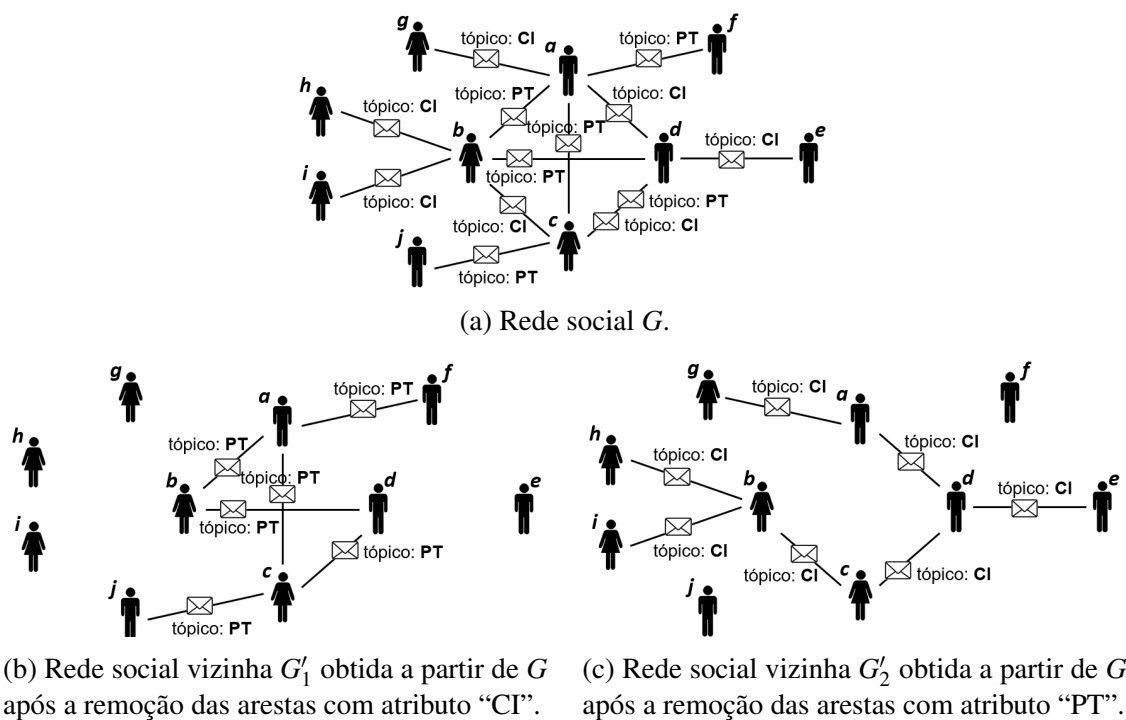 g
tópico: CI
a
tópico: PT
f
h
tópico: CI
tópico: PT
tópico: CI
b
tópico: PT
d
tópico: CI
e
i
tópico: PT
tópico: CI
tópico: PT
c
j
tópico: CI
tópico: CI
tópico: PT
(a) Rede social G.
g
a
tópico: PT
f
h
tópico: PT
b
tópico: PT
d
e
i
tópico: PT
tópico: PT
c
j
tópico: PT
(b) Rede social vizinha G′1 obtida a partir de G
após a remoção das arestas com atributo “CI”.
g
tópico: CI
a
f
h
tópico: CI
tópico: CI
b
d
tópico: CI
e
i
tópico: CI
c
tópico: CI
tópico: CI
j
(c) Rede social vizinha G′2 obtida a partir de G
após a remoção das arestas com atributo “PT”.